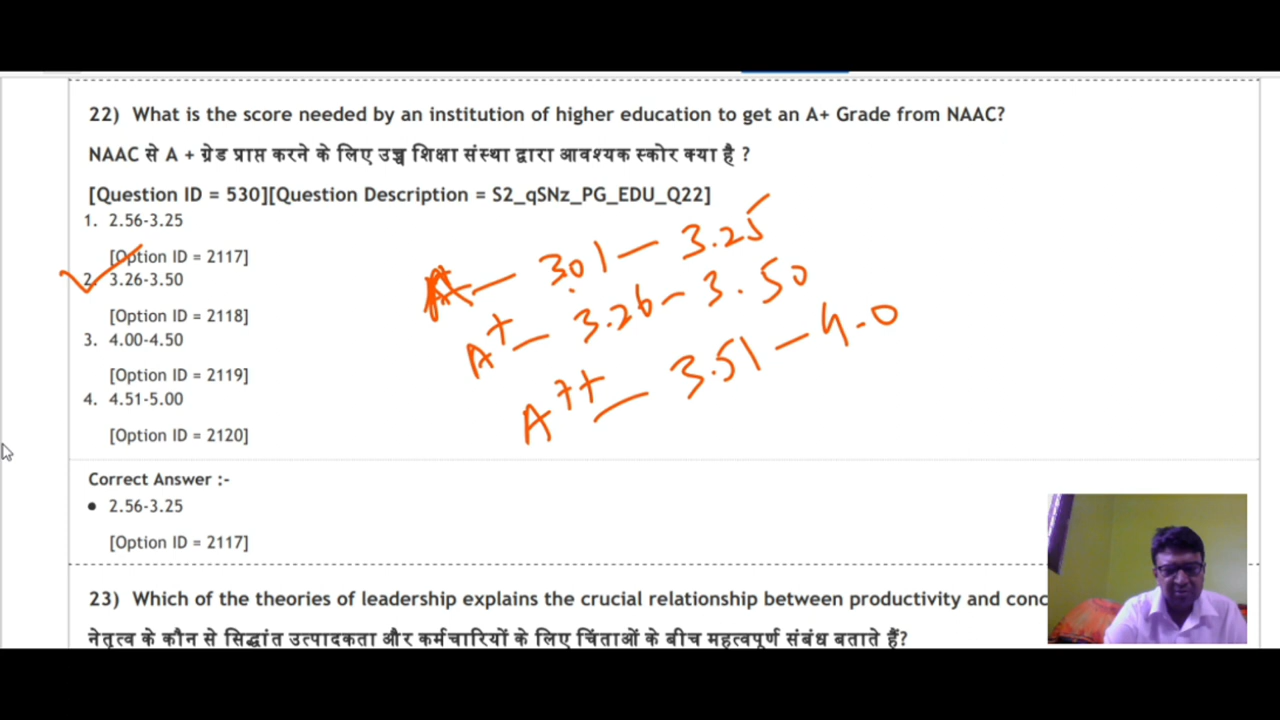 22) What is the score needed by an institution of higher education to get an A+ Grade from NAAC?
NAAC से A + ग्रेड प्राप्त करने के लिए उच्च शिक्षा संस्था द्वारा आवश्यक स्कोर क्या है ?
[Question ID = 530][Question Description = S2_qSNz_PG_EDU_Q22]
1. 2.56-3.25
[Option ID = 2117]
2. 3.26-3.50
[Option ID = 2118]
3. 4.00-4.50
[Option ID = 2119]
4. 4.51-5.00
[Option ID = 2120]
A — 3.01 — 3.25
A+ — 3.26 — 3.50
A++ — 3.51 — 4.0
Correct Answer :-
• 2.56-3.25
[Option ID = 2117]
23) Which of the theories of leadership explains the crucial relationship between productivity and
नेतृत्व के कौन से सिद्धांत उत्पादकता और कर्मचारियों के लिए चिंताओं के बीच महत्वपूर्ण संबंध बताते हैं?